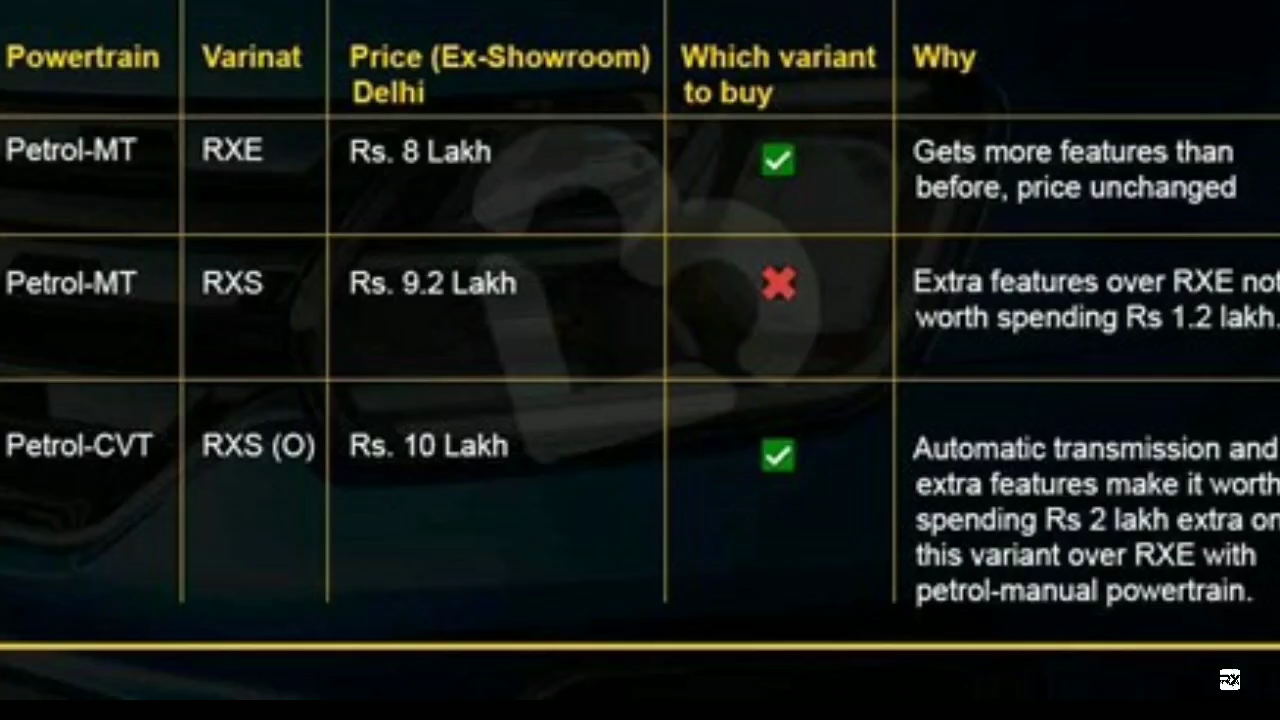 Powertrain Varinat Price (Ex-Showroom) Which variant Why
Delhi to buy
Petrol-MT RXE Rs. 8 Lakh Gets more features than
before, price unchanged
Petrol-MT RXS Rs. 9.2 Lakh Extra features over RXE not
worth spending Rs 1.2 lakh.
Petrol-CVT RXS (O) Rs. 10 Lakh Automatic transmission and
extra features make it worth
spending Rs 2 lakh extra on
this variant over RXE with
petrol-manual powertrain.
RX